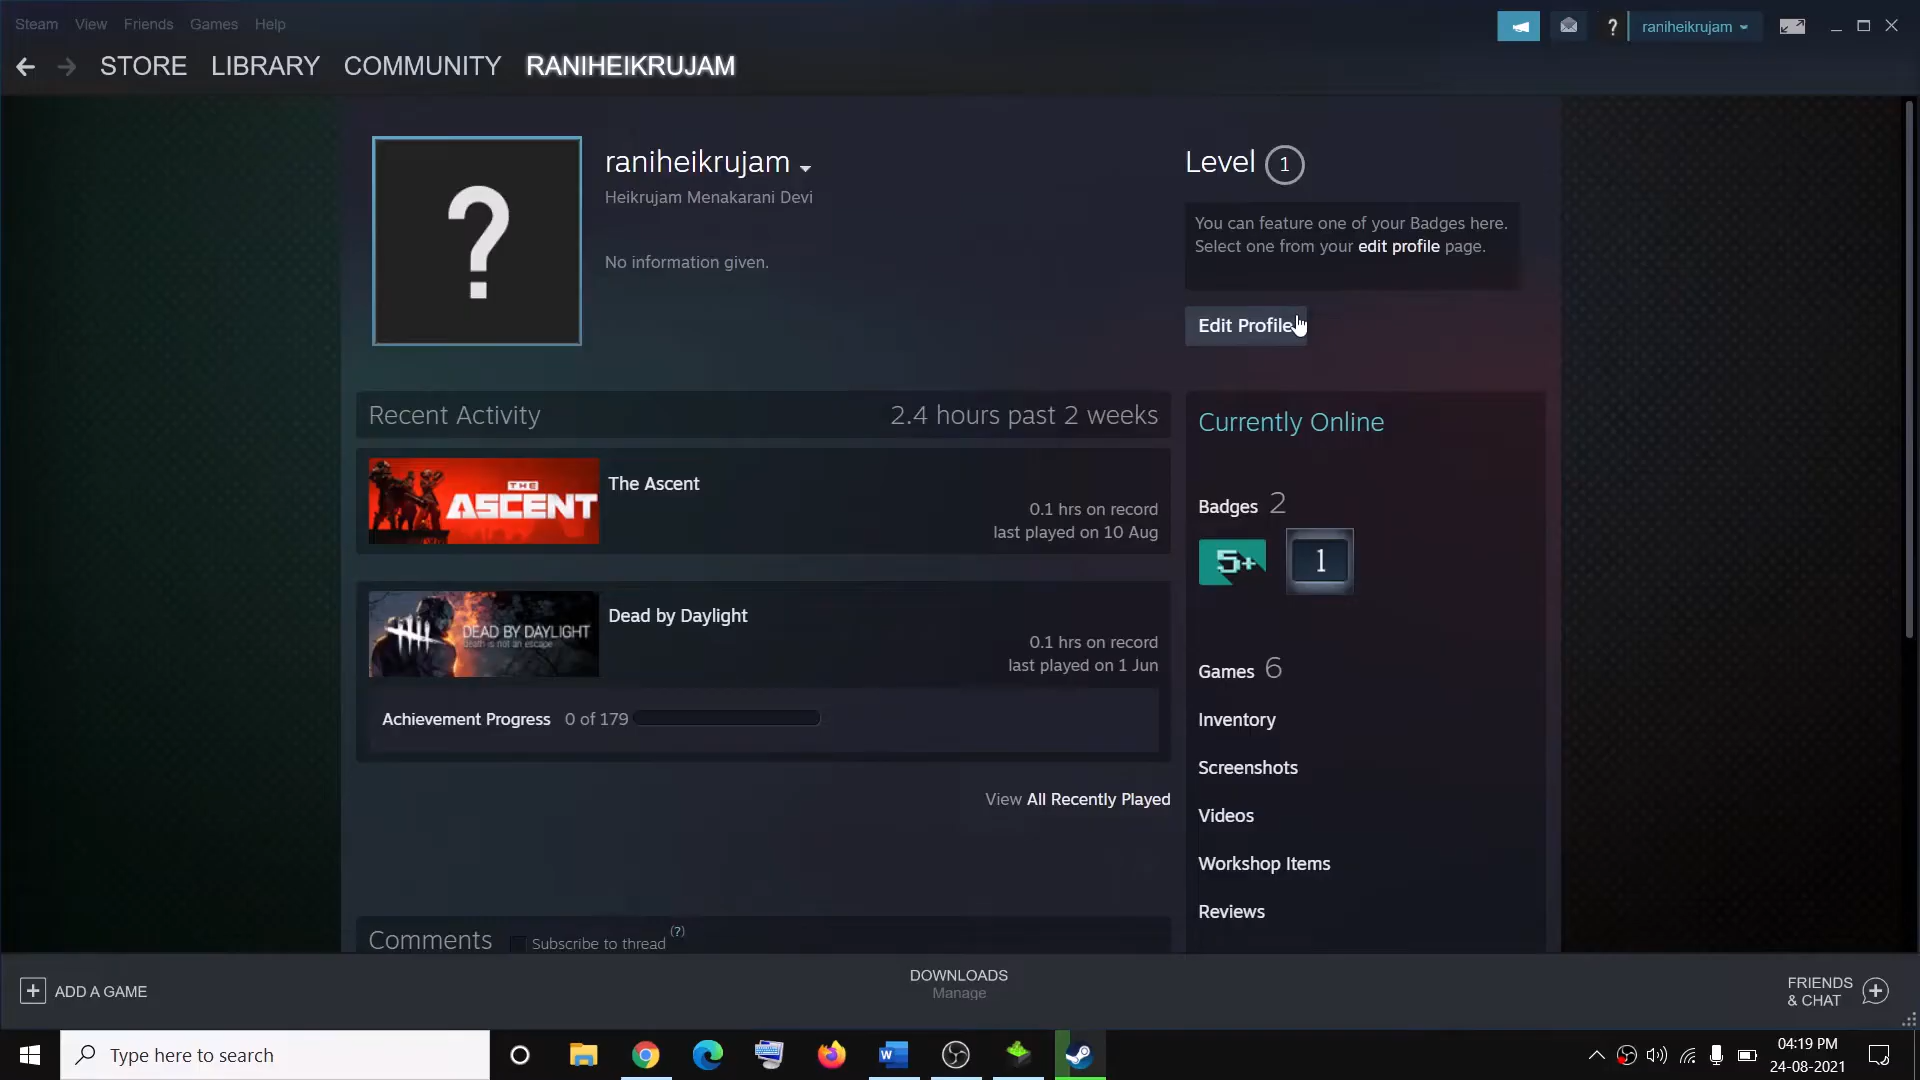 Steam View Friends Games Help
raniheikrujam
STORE LIBRARY COMMUNITY RANIHEIKRUJAM
raniheikrujam
Heikrujam Menakarani Devi
No information given.
Level 1
You can feature one of your Badges here.
Select one from your edit profile page.
Edit Profile
Recent Activity 2.4 hours past 2 weeks
THE ASCENT
The Ascent
0.1 hrs on record
last played on 10 Aug
DEAD BY DAYLIGHT
death is not an escape
Dead by Daylight
0.1 hrs on record
last played on 1 Jun
Achievement Progress 0 of 179
View All Recently Played
Comments Subscribe to thread (?)
Currently Online
Badges 2
5+ 1
Games 6
Inventory
Screenshots
Videos
Workshop Items
Reviews
ADD A GAME
DOWNLOADS
Manage
FRIENDS
& CHAT
Type here to search
04:19 PM
24-08-2021